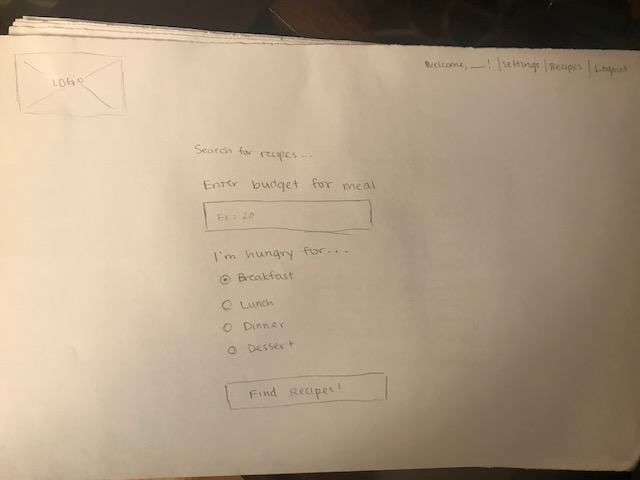 LOGO
Welcome, __! | Settings | Recipes | Logout
Search for recipes...
Enter budget for meal
Ex.: 20
I'm hungry for...
Breakfast
Lunch
Dinner
Dessert
Find Recipes!